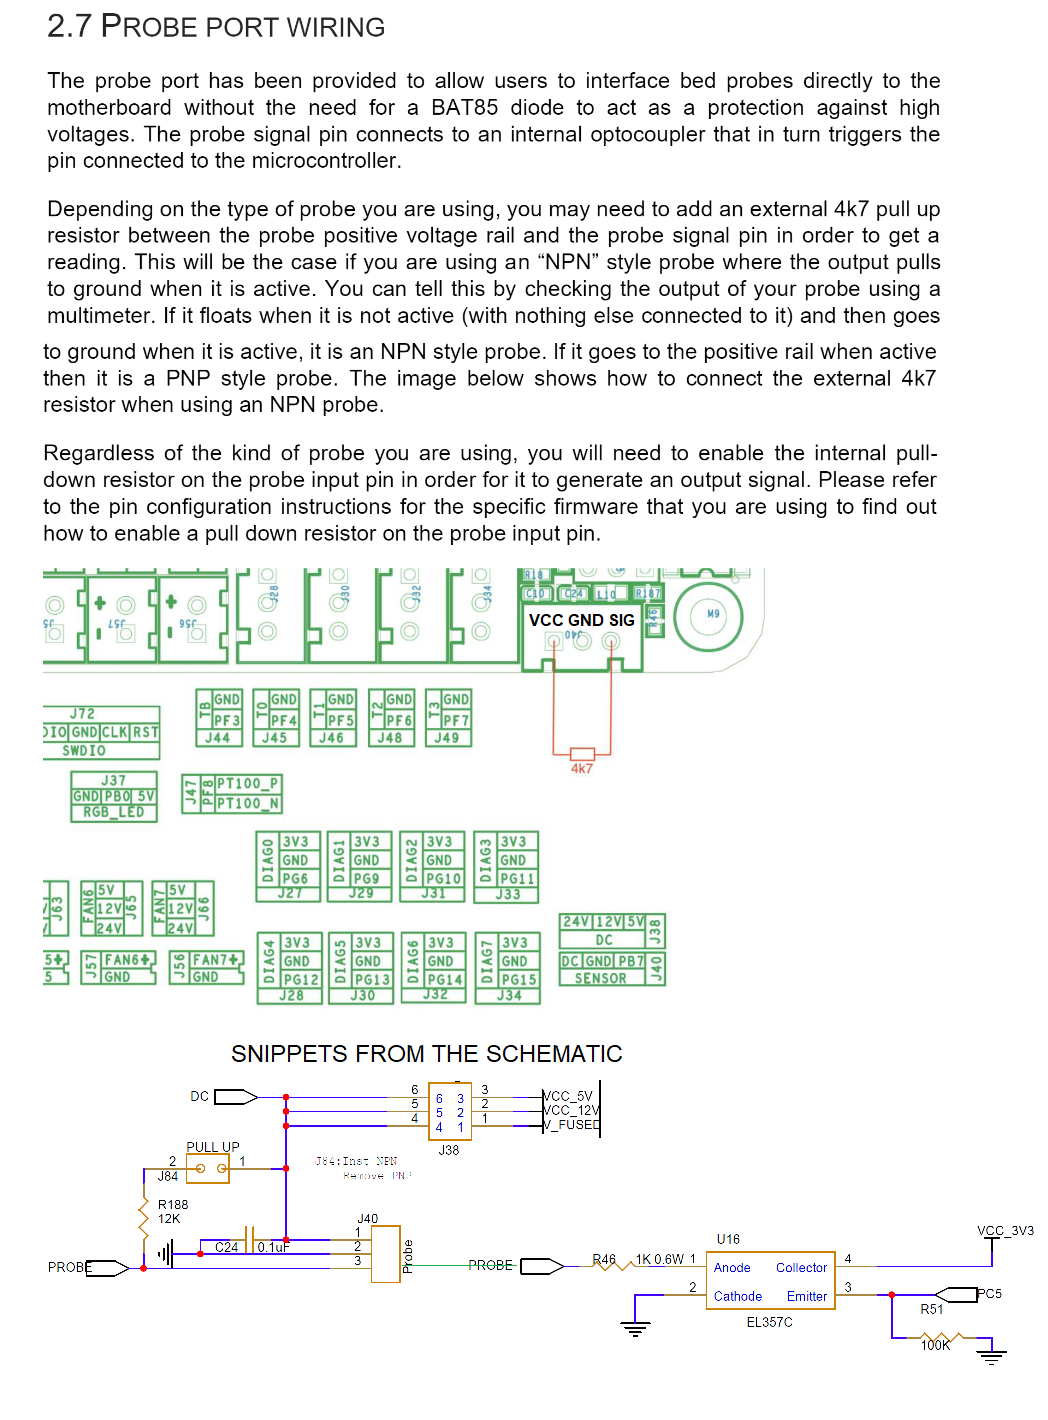 2.7 PROBE PORT WIRING
The probe port has been provided to allow users to interface bed probes directly to the
motherboard without the need for a BAT85 diode to act as a protection against high
voltages. The probe signal pin connects to an internal optocoupler that in turn triggers the
pin connected to the microcontroller.
Depending on the type of probe you are using, you may need to add an external 4k7 pull up
resistor between the probe positive voltage rail and the probe signal pin in order to get a
reading. This will be the case if you are using an “NPN” style probe where the output pulls
to ground when it is active. You can tell this by checking the output of your probe using a
multimeter. If it floats when it is not active (with nothing else connected to it) and then goes
to ground when it is active, it is an NPN style probe. If it goes to the positive rail when active
then it is a PNP style probe. The image below shows how to connect the external 4k7
resistor when using an NPN probe.
Regardless of the kind of probe you are using, you will need to enable the internal pull-
down resistor on the probe input pin in order for it to generate an output signal. Please refer
to the pin configuration instructions for the specific firmware that you are using to find out
how to enable a pull down resistor on the probe input pin.
R18
C10 C24 L10 R187
J28 J30 J32 J34
+ + M9
J57 J56
VCC GND SIG
R46
J40
4k7
TB GND PF3 J44
T0 GND PF4 J45
T1 GND PF5 J46
T2 GND PF6 J48
T3 GND PF7 J49
J72
DIO GND CLK RST
SWDIO
J37
GND PB0 5V
RGB_LED
J47 PF8 PT100_P
PT100_N
DIAG0 3V3 GND PG6 J27
DIAG1 3V3 GND PG9 J29
DIAG2 3V3 GND PG10 J31
DIAG3 3V3 GND PG11 J33
J63
FAN6 5V 12V 24V J65
FAN7 5V 12V 24V J66
24V 12V 5V J38
DC
5+
5
J57 FAN6+ GND
J56 FAN7+ GND
DIAG4 3V3 GND PG12 J28
DIAG5 3V3 GND PG13 J30
DIAG6 3V3 GND PG14 J32
DIAG7 3V3 GND PG15 J34
DC GND PB7 J40
SENSOR
SNIPPETS FROM THE SCHEMATIC
DC
6 6 3 3 VCC_5V
5 5 2 2 VCC_12V
4 4 1 1 V_FUSED
J38
PULL UP
2 1
J84
J84:Inst NPN
Remove PNP
R188
12K
J40
1
2
3
Probe
C24 0.1uF
PROBE
PROBE
R46 1K 0.6W
U16
1 Anode Collector 4
2 Cathode Emitter 3
EL357C
VCC_3V3
PC5
R51
100K